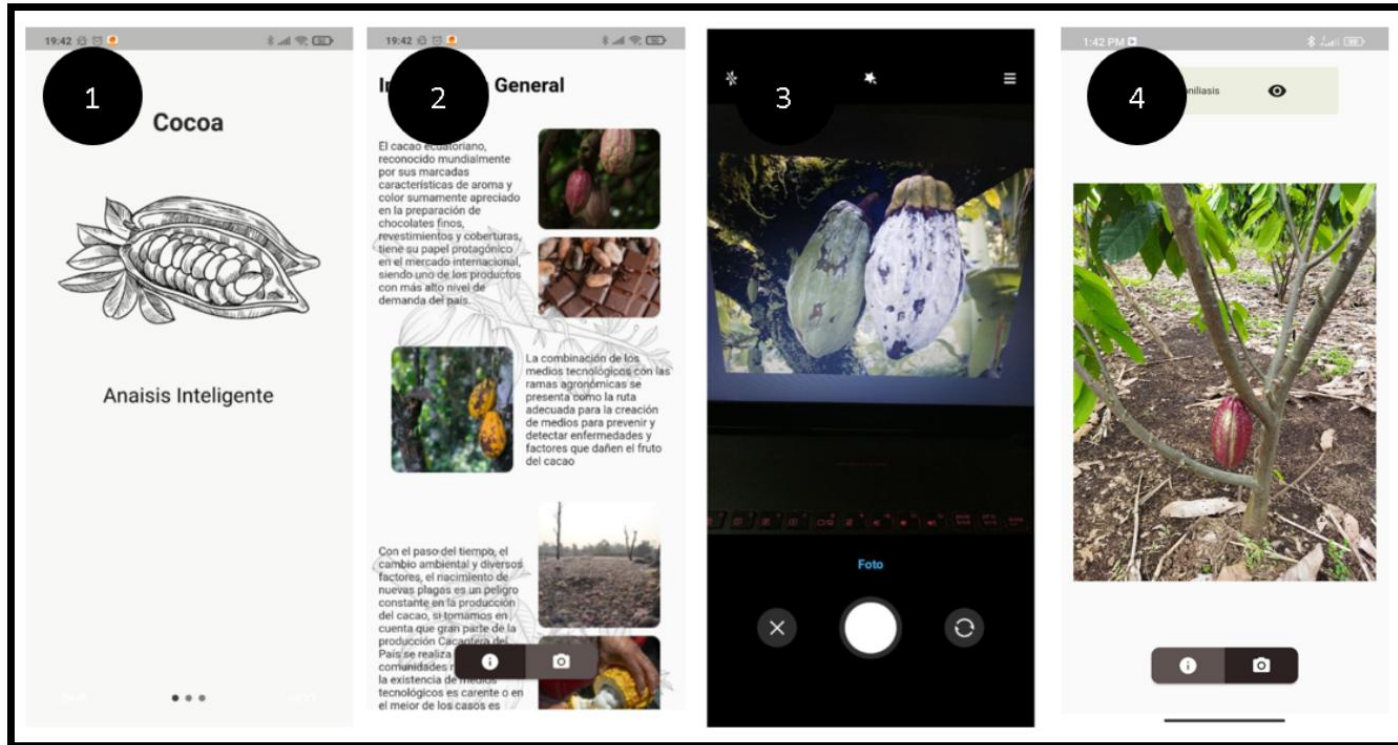 19:42
1
Cocoa
Anaisis Inteligente
19:42
2
General
El cacao ecuatoriano,
reconocido mundialmente
por sus marcadas
características de aroma y
color sumamente apreciado
en la preparación de
chocolates finos,
revestimientos y coberturas,
tiene su papel protagónico
en el mercado internacional,
siendo uno de los productos
con más alto nivel de
demanda del país.
La combinación de los
medios tecnológicos con las
ramas agronómicas se
presenta como la ruta
adecuada para la creación
de medios para prevenir y
detectar enfermedades y
factores que dañen el fruto
del cacao
Con el paso del tiempo, el
cambio ambiental y diversos
factores, el nacimiento de
nuevas plagas es un peligro
constante en la producción
del cacao, si tomamos en
cuenta que gran parte de la
producción Cacaotera del
País se realiza
comunidades
la existencia de medios
tecnológicos es carente o en
el mejor de los casos es
3
Foto
1:42 PM
4
niliasis